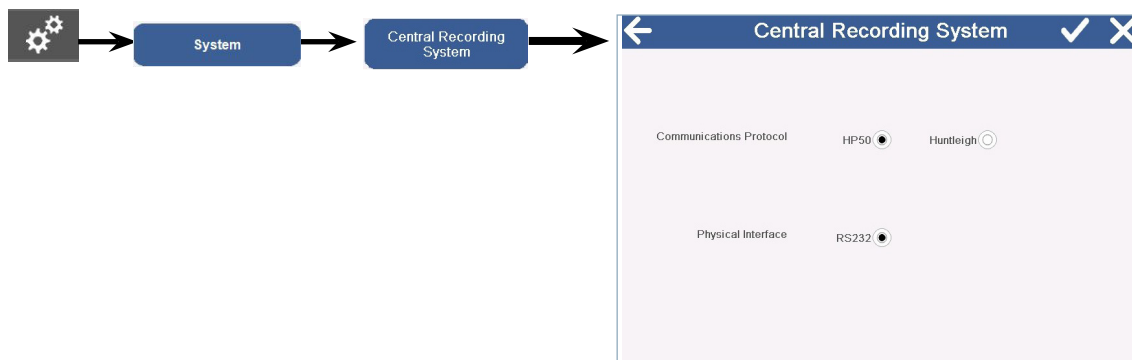 System
Central Recording
System
Central Recording System
Communications Protocol HP50 Huntleigh
Physical Interface RS232